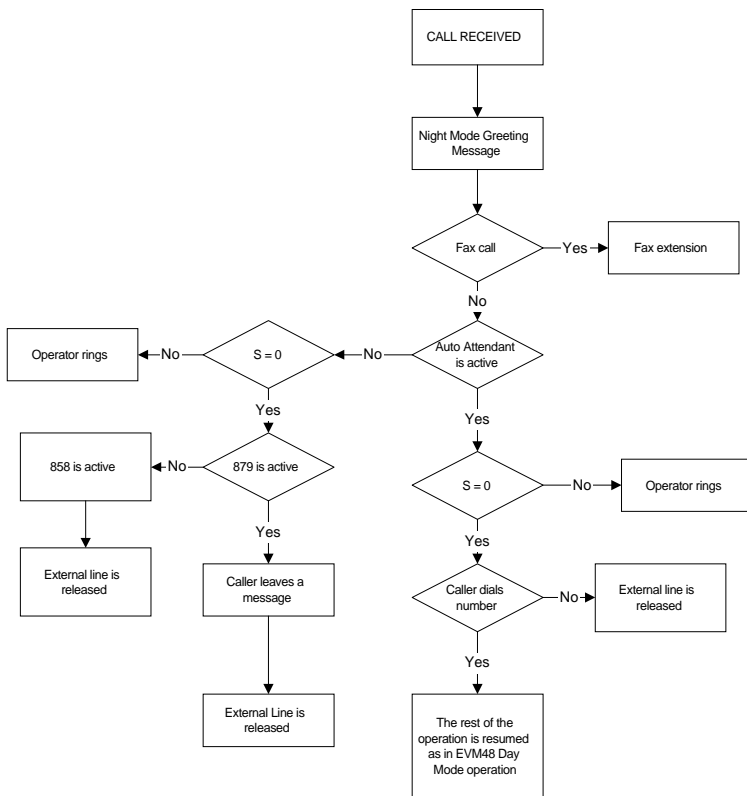 CALL RECEIVED
Night Mode Greeting
Message
Fax call
Yes
Fax extension
No
Operator rings
No
S = 0
No
Auto Attendant
is active
Yes
Yes
858 is active
No
879 is active
S = 0
No
Operator rings
Yes
Yes
External line is
released
Caller leaves a
message
Caller dials
number
No
External line is
released
Yes
External Line is
released
The rest of the
operation is resumed
as in EVM48 Day
Mode operation